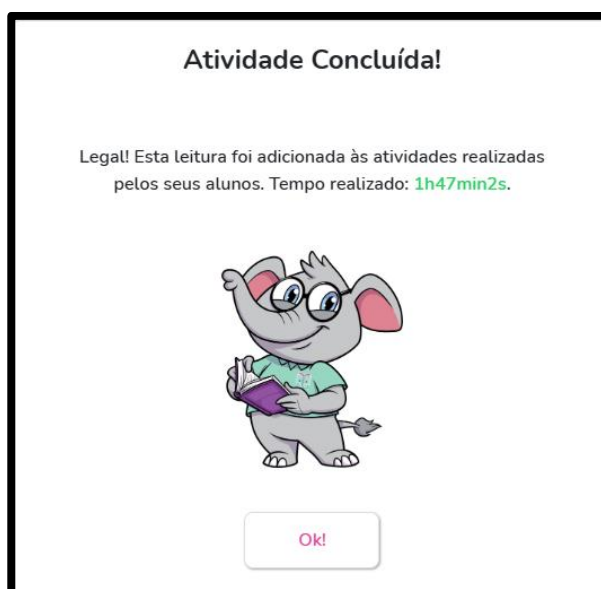 Atividade Concluída!
Legal! Esta leitura foi adicionada às atividades realizadas
pelos seus alunos. Tempo realizado: 1h47min2s.
Ok!